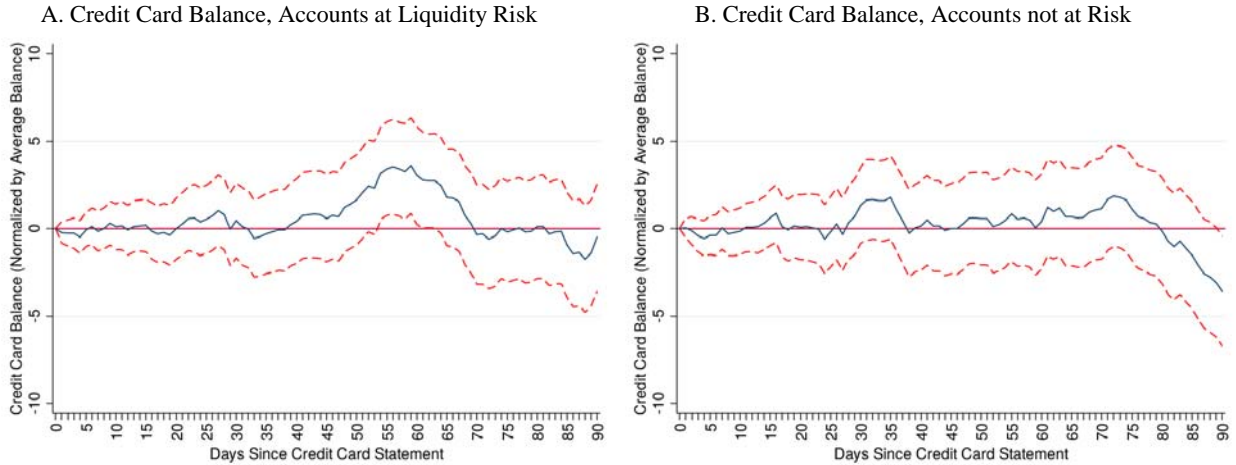 A. Credit Card Balance, Accounts at Liquidity Risk
Credit Card Balance (Normalized by Average Balance)
10
5
0
-5
-10
0 5 10 15 20 25 30 35 40 45 50 55 60 65 70 75 80 85 90
Days Since Credit Card Statement
B. Credit Card Balance, Accounts not at Risk
Credit Card Balance (Normalized by Average Balance)
10
5
0
-5
-10
0 5 10 15 20 25 30 35 40 45 50 55 60 65 70 75 80 85 90
Days Since Credit Card Statement